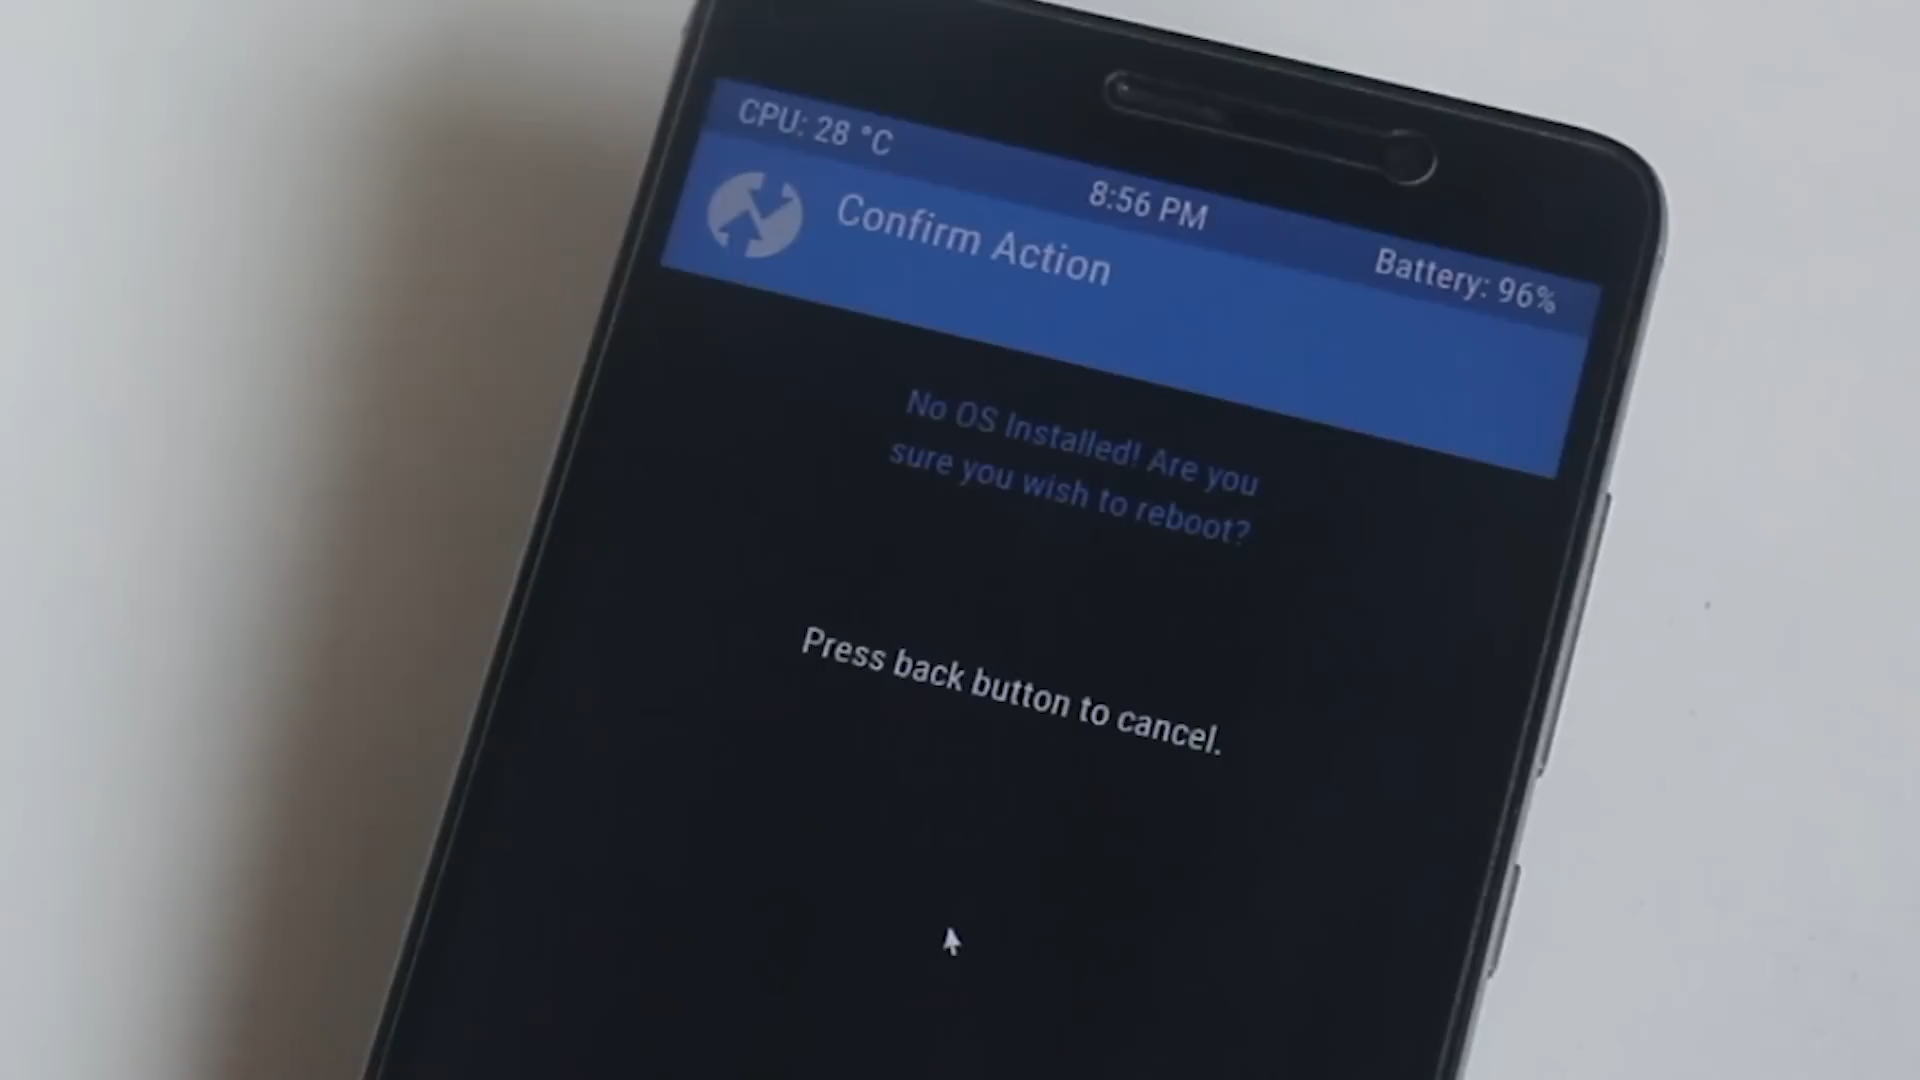 CPU: 28 °C
8:56 PM
Battery: 96%
Confirm Action
No OS Installed! Are you
sure you wish to reboot?
Press back button to cancel.